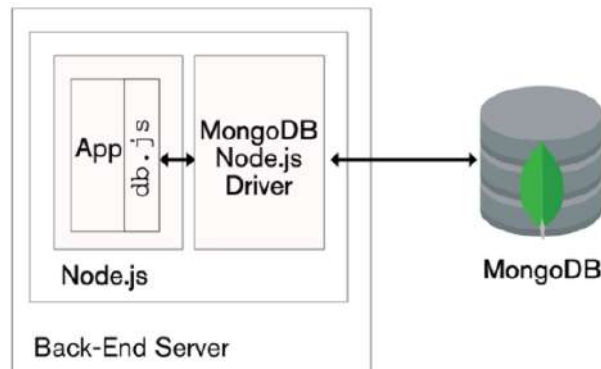 App
db.js
MongoDB
Node.js
Driver
Node.js
MongoDB
Back-End Server